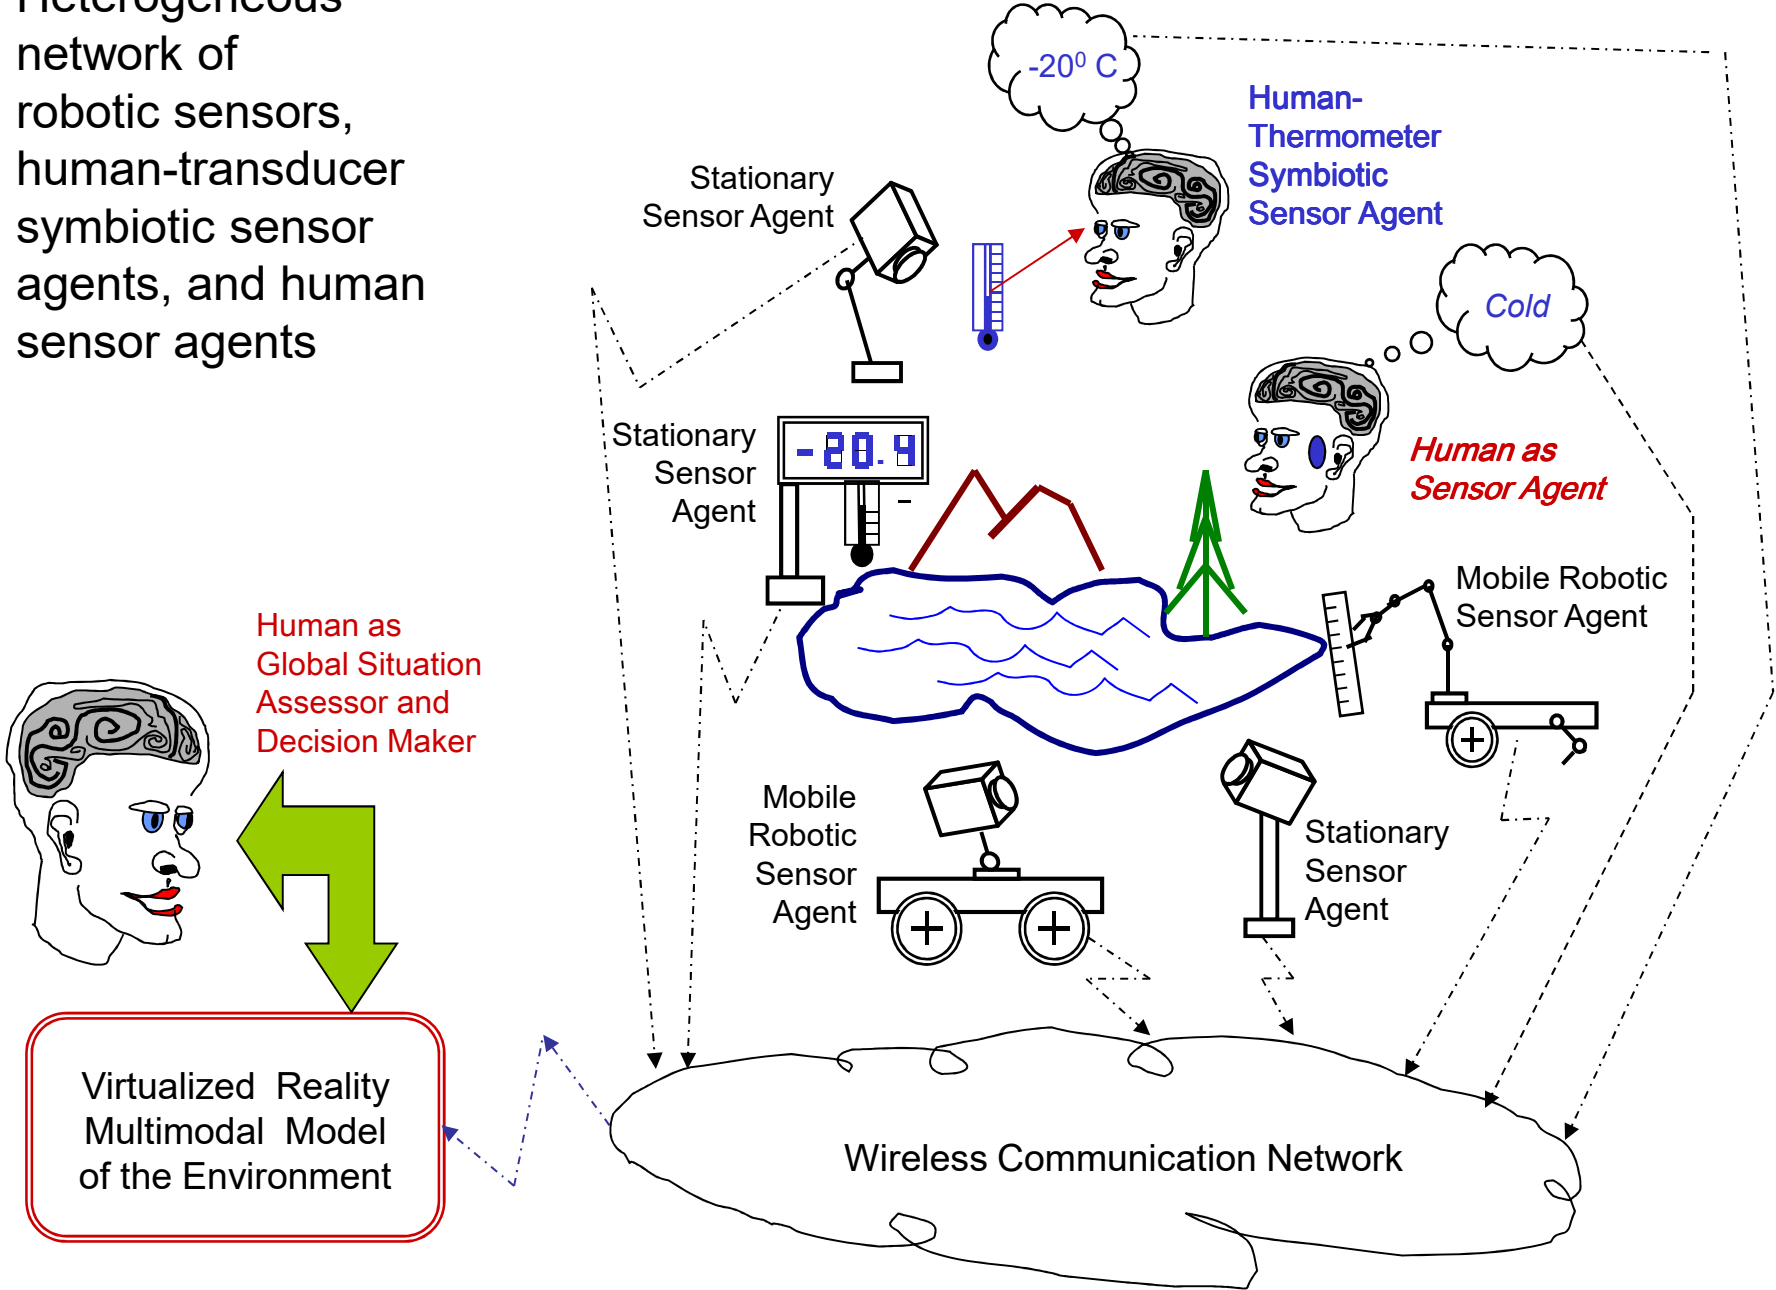 Heterogeneous
network of
robotic sensors,
human-transducer
symbiotic sensor
agents, and human
sensor agents
-20⁰ C
Human-
Thermometer
Symbiotic
Sensor Agent
Stationary
Sensor Agent
Cold
Stationary
Sensor
Agent
-20.4
Human as
Sensor Agent
Mobile Robotic
Sensor Agent
Human as
Global Situation
Assessor and
Decision Maker
Mobile
Robotic
Sensor
Agent
Stationary
Sensor
Agent
Virtualized Reality
Multimodal Model
of the Environment
Wireless Communication Network